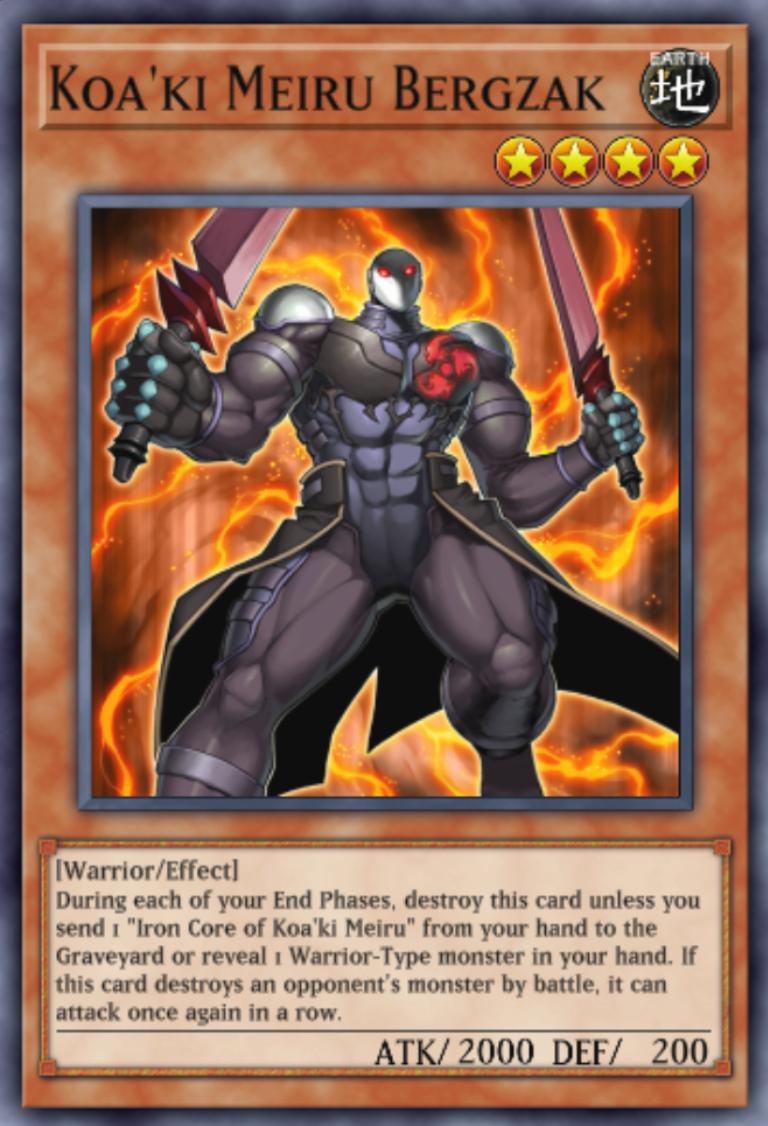 Koa'ki Meiru Bergzak
EARTH
地
[Warrior/Effect]
During each of your End Phases, destroy this card unless you
send 1 "Iron Core of Koa'ki Meiru" from your hand to the
Graveyard or reveal 1 Warrior-Type monster in your hand. If
this card destroys an opponent's monster by battle, it can
attack once again in a row.
ATK/ 2000 DEF/ 200